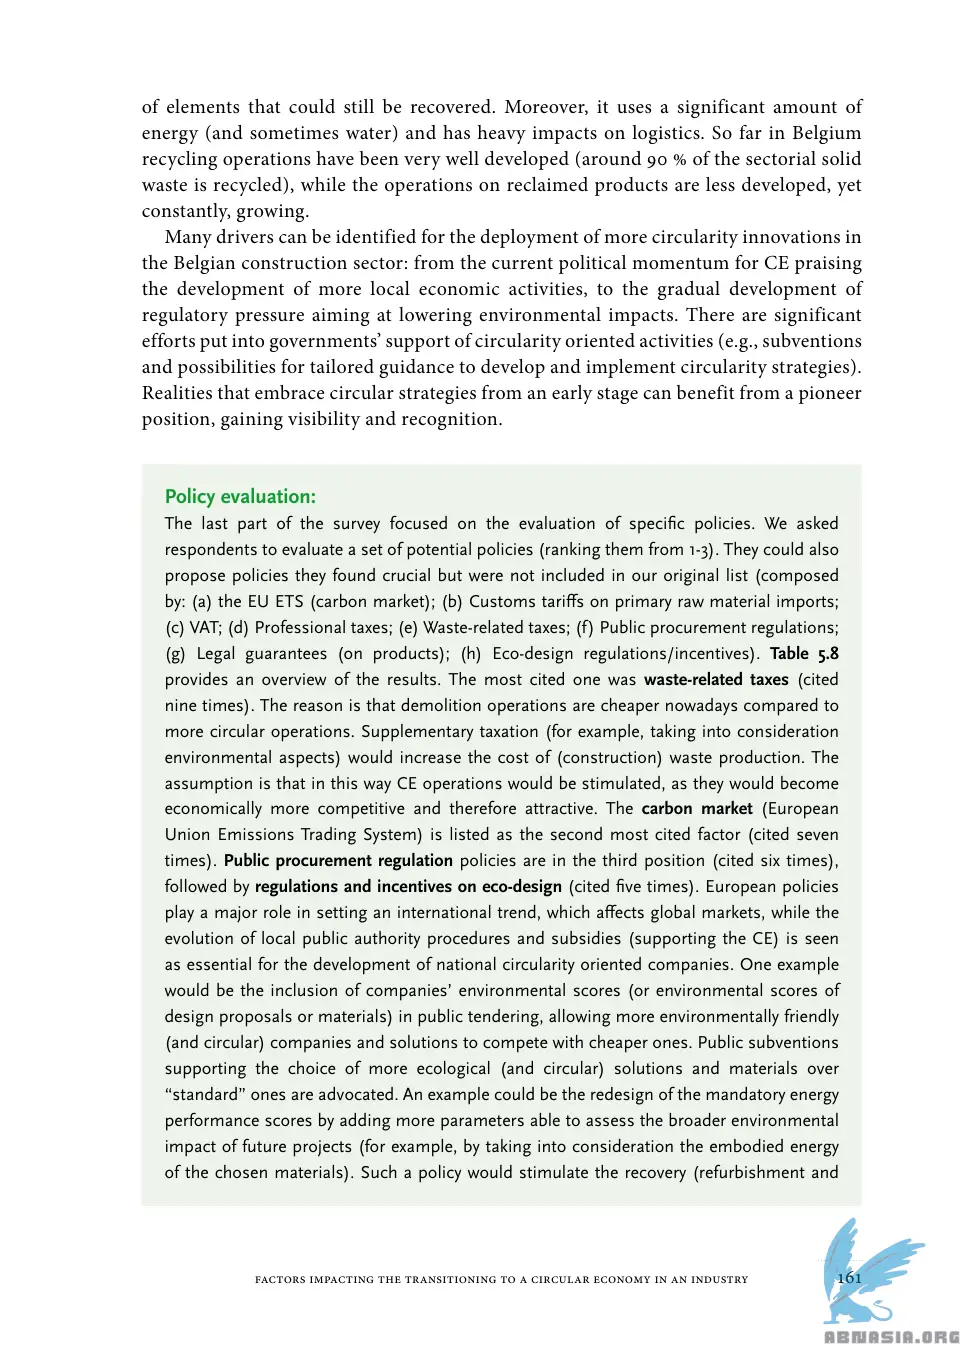 of elements that could still be recovered. Moreover, it uses a significant amount of
energy (and sometimes water) and has heavy impacts on logistics. So far in Belgium
recycling operations have been very well developed (around 90 % of the sectorial solid
waste is recycled), while the operations on reclaimed products are less developed, yet
constantly, growing.
Many drivers can be identified for the deployment of more circularity innovations in
the Belgian construction sector: from the current political momentum for CE praising
the development of more local economic activities, to the gradual development of
regulatory pressure aiming at lowering environmental impacts. There are significant
efforts put into governments’ support of circularity oriented activities (e.g., subventions
and possibilities for tailored guidance to develop and implement circularity strategies).
Realities that embrace circular strategies from an early stage can benefit from a pioneer
position, gaining visibility and recognition.
Policy evaluation:
The last part of the survey focused on the evaluation of specific policies. We asked
respondents to evaluate a set of potential policies (ranking them from 1-3). They could also
propose policies they found crucial but were not included in our original list (composed
by: (a) the EU ETS (carbon market); (b) Customs tariffs on primary raw material imports;
(c) VAT; (d) Professional taxes; (e) Waste-related taxes; (f) Public procurement regulations;
(g) Legal guarantees (on products); (h) Eco-design regulations/incentives). Table 5.8
provides an overview of the results. The most cited one was waste-related taxes (cited
nine times). The reason is that demolition operations are cheaper nowadays compared to
more circular operations. Supplementary taxation (for example, taking into consideration
environmental aspects) would increase the cost of (construction) waste production. The
assumption is that in this way CE operations would be stimulated, as they would become
economically more competitive and therefore attractive. The carbon market (European
Union Emissions Trading System) is listed as the second most cited factor (cited seven
times). Public procurement regulation policies are in the third position (cited six times),
followed by regulations and incentives on eco-design (cited five times). European policies
play a major role in setting an international trend, which affects global markets, while the
evolution of local public authority procedures and subsidies (supporting the CE) is seen
as essential for the development of national circularity oriented companies. One example
would be the inclusion of companies’ environmental scores (or environmental scores of
design proposals or materials) in public tendering, allowing more environmentally friendly
(and circular) companies and solutions to compete with cheaper ones. Public subventions
supporting the choice of more ecological (and circular) solutions and materials over
“standard” ones are advocated. An example could be the redesign of the mandatory energy
performance scores by adding more parameters able to assess the broader environmental
impact of future projects (for example, by taking into consideration the embodied energy
of the chosen materials). Such a policy would stimulate the recovery (refurbishment and
FACTORS IMPACTING THE TRANSITIONING TO A CIRCULAR ECONOMY IN AN INDUSTRY 161
ABNASIA.ORG